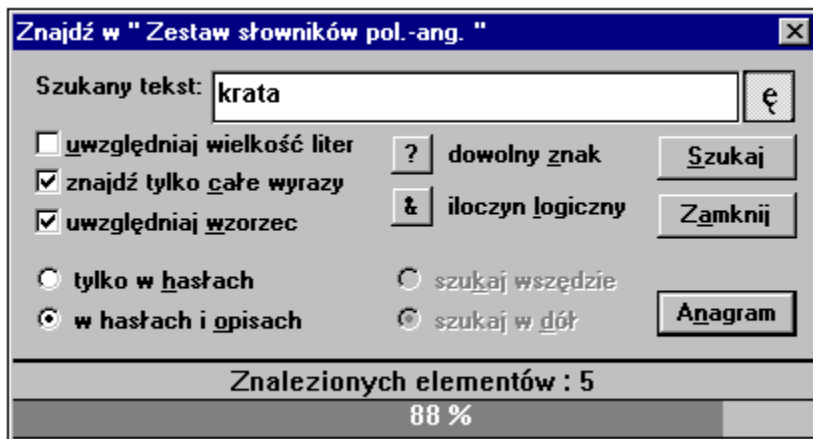 Znajdź w " Zestaw słowników pol.-ang. "
Szukany tekst: krata ę
uwzględniaj wielkość liter ? dowolny znak Szukaj
znajdź tylko całe wyrazy & iloczyn logiczny Zamknij
uwzględniaj wzorzec
tylko w hasłach szukaj wszędzie
w hasłach i opisach szukaj w dół Anagram
Znalezionych elementów : 5
88 %